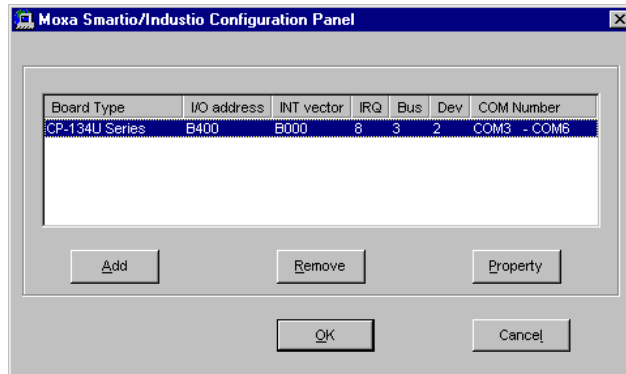 Moxa Smartio/Industio Configuration Panel
Board Type I/O address INT vector IRQ Bus Dev COM Number
CP-134U Series B400 B000 8 3 2 COM3 - COM6
Add Remove Property
OK Cancel